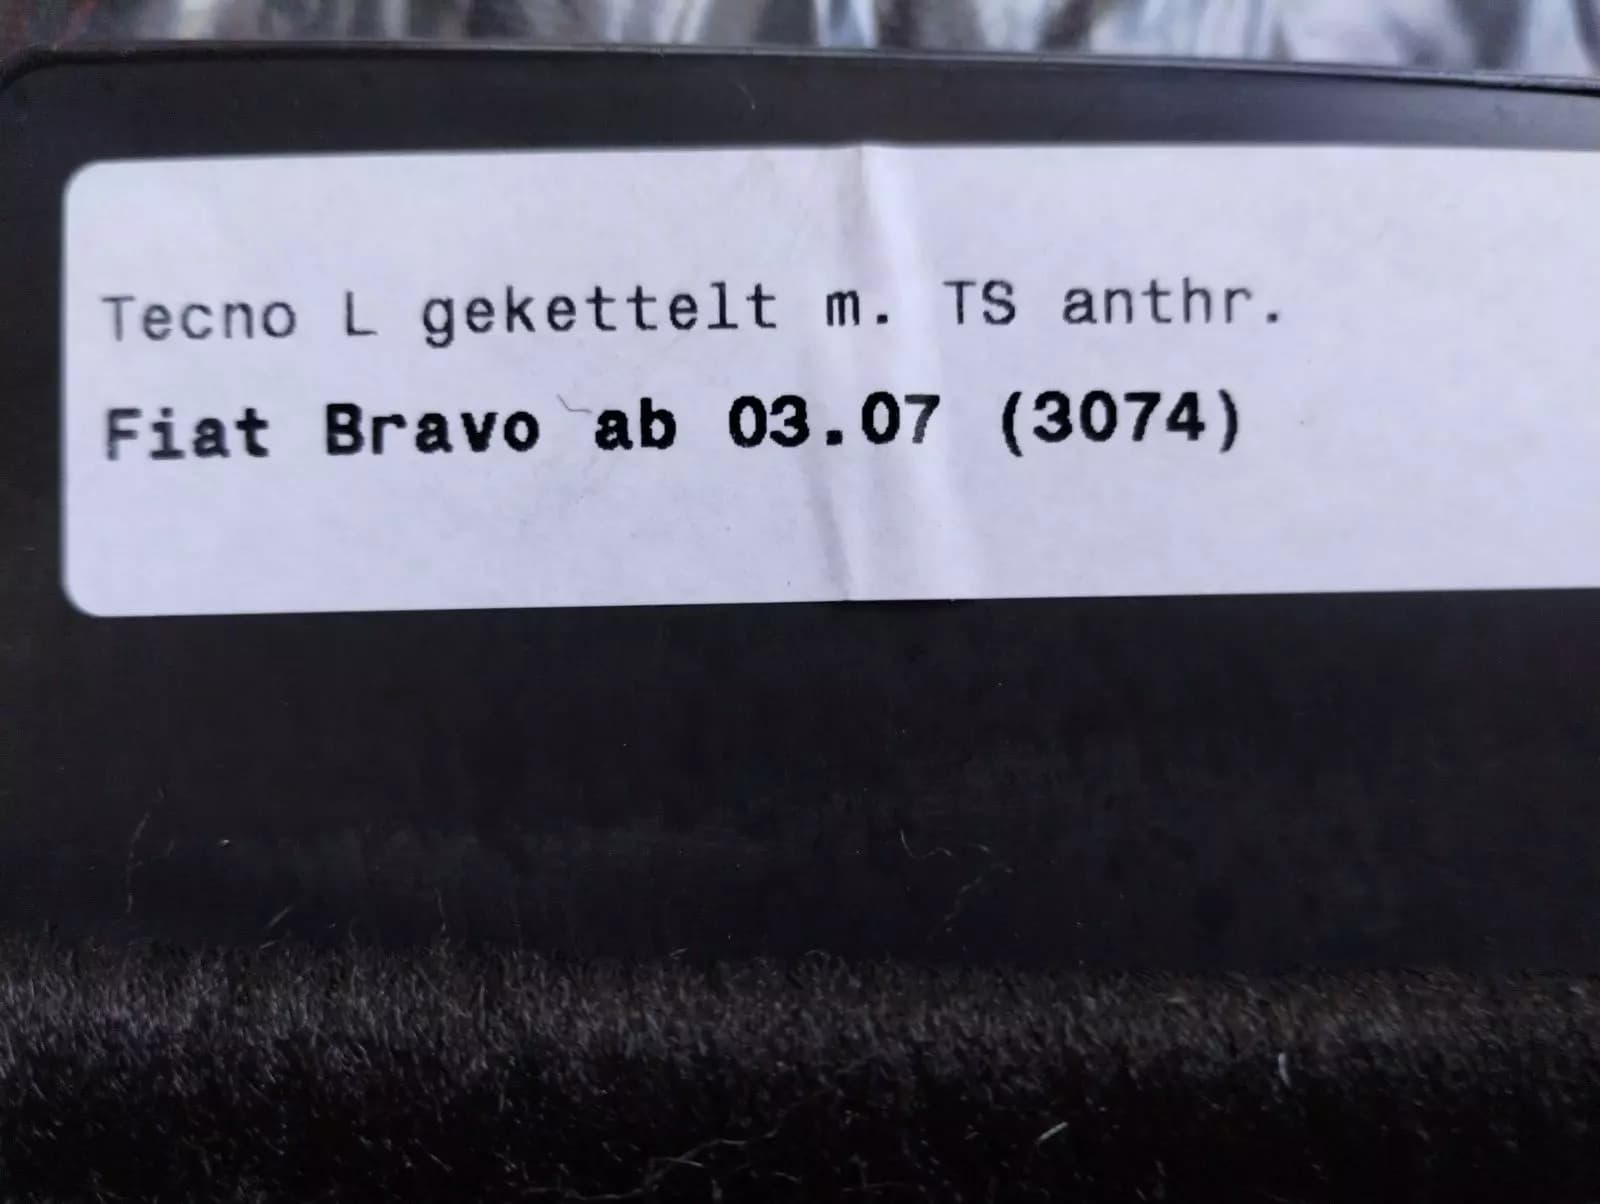 Tecno L gekettelt m. TS anthr.
Fiat Bravo ab 03.07 (3074)